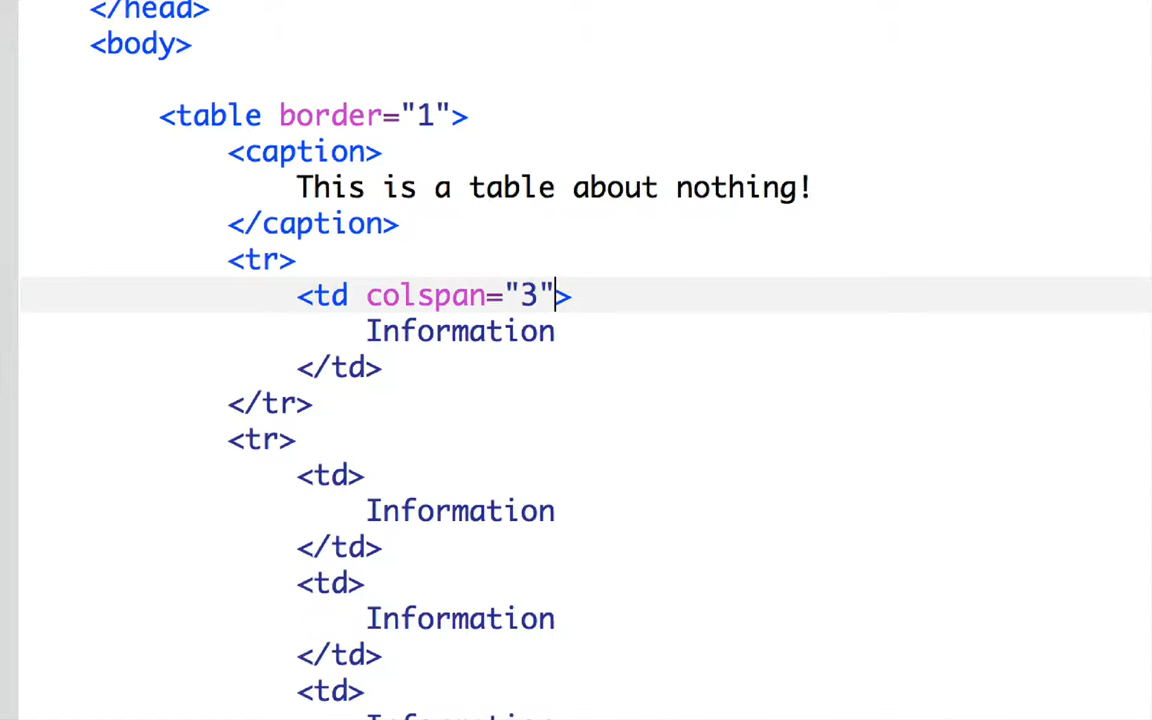 </head>
<body>
<table border="1">
<caption>
This is a table about nothing!
</caption>
<tr>
<td colspan="3">
Information
</td>
</tr>
<tr>
<td>
Information
</td>
<td>
Information
</td>
<td>